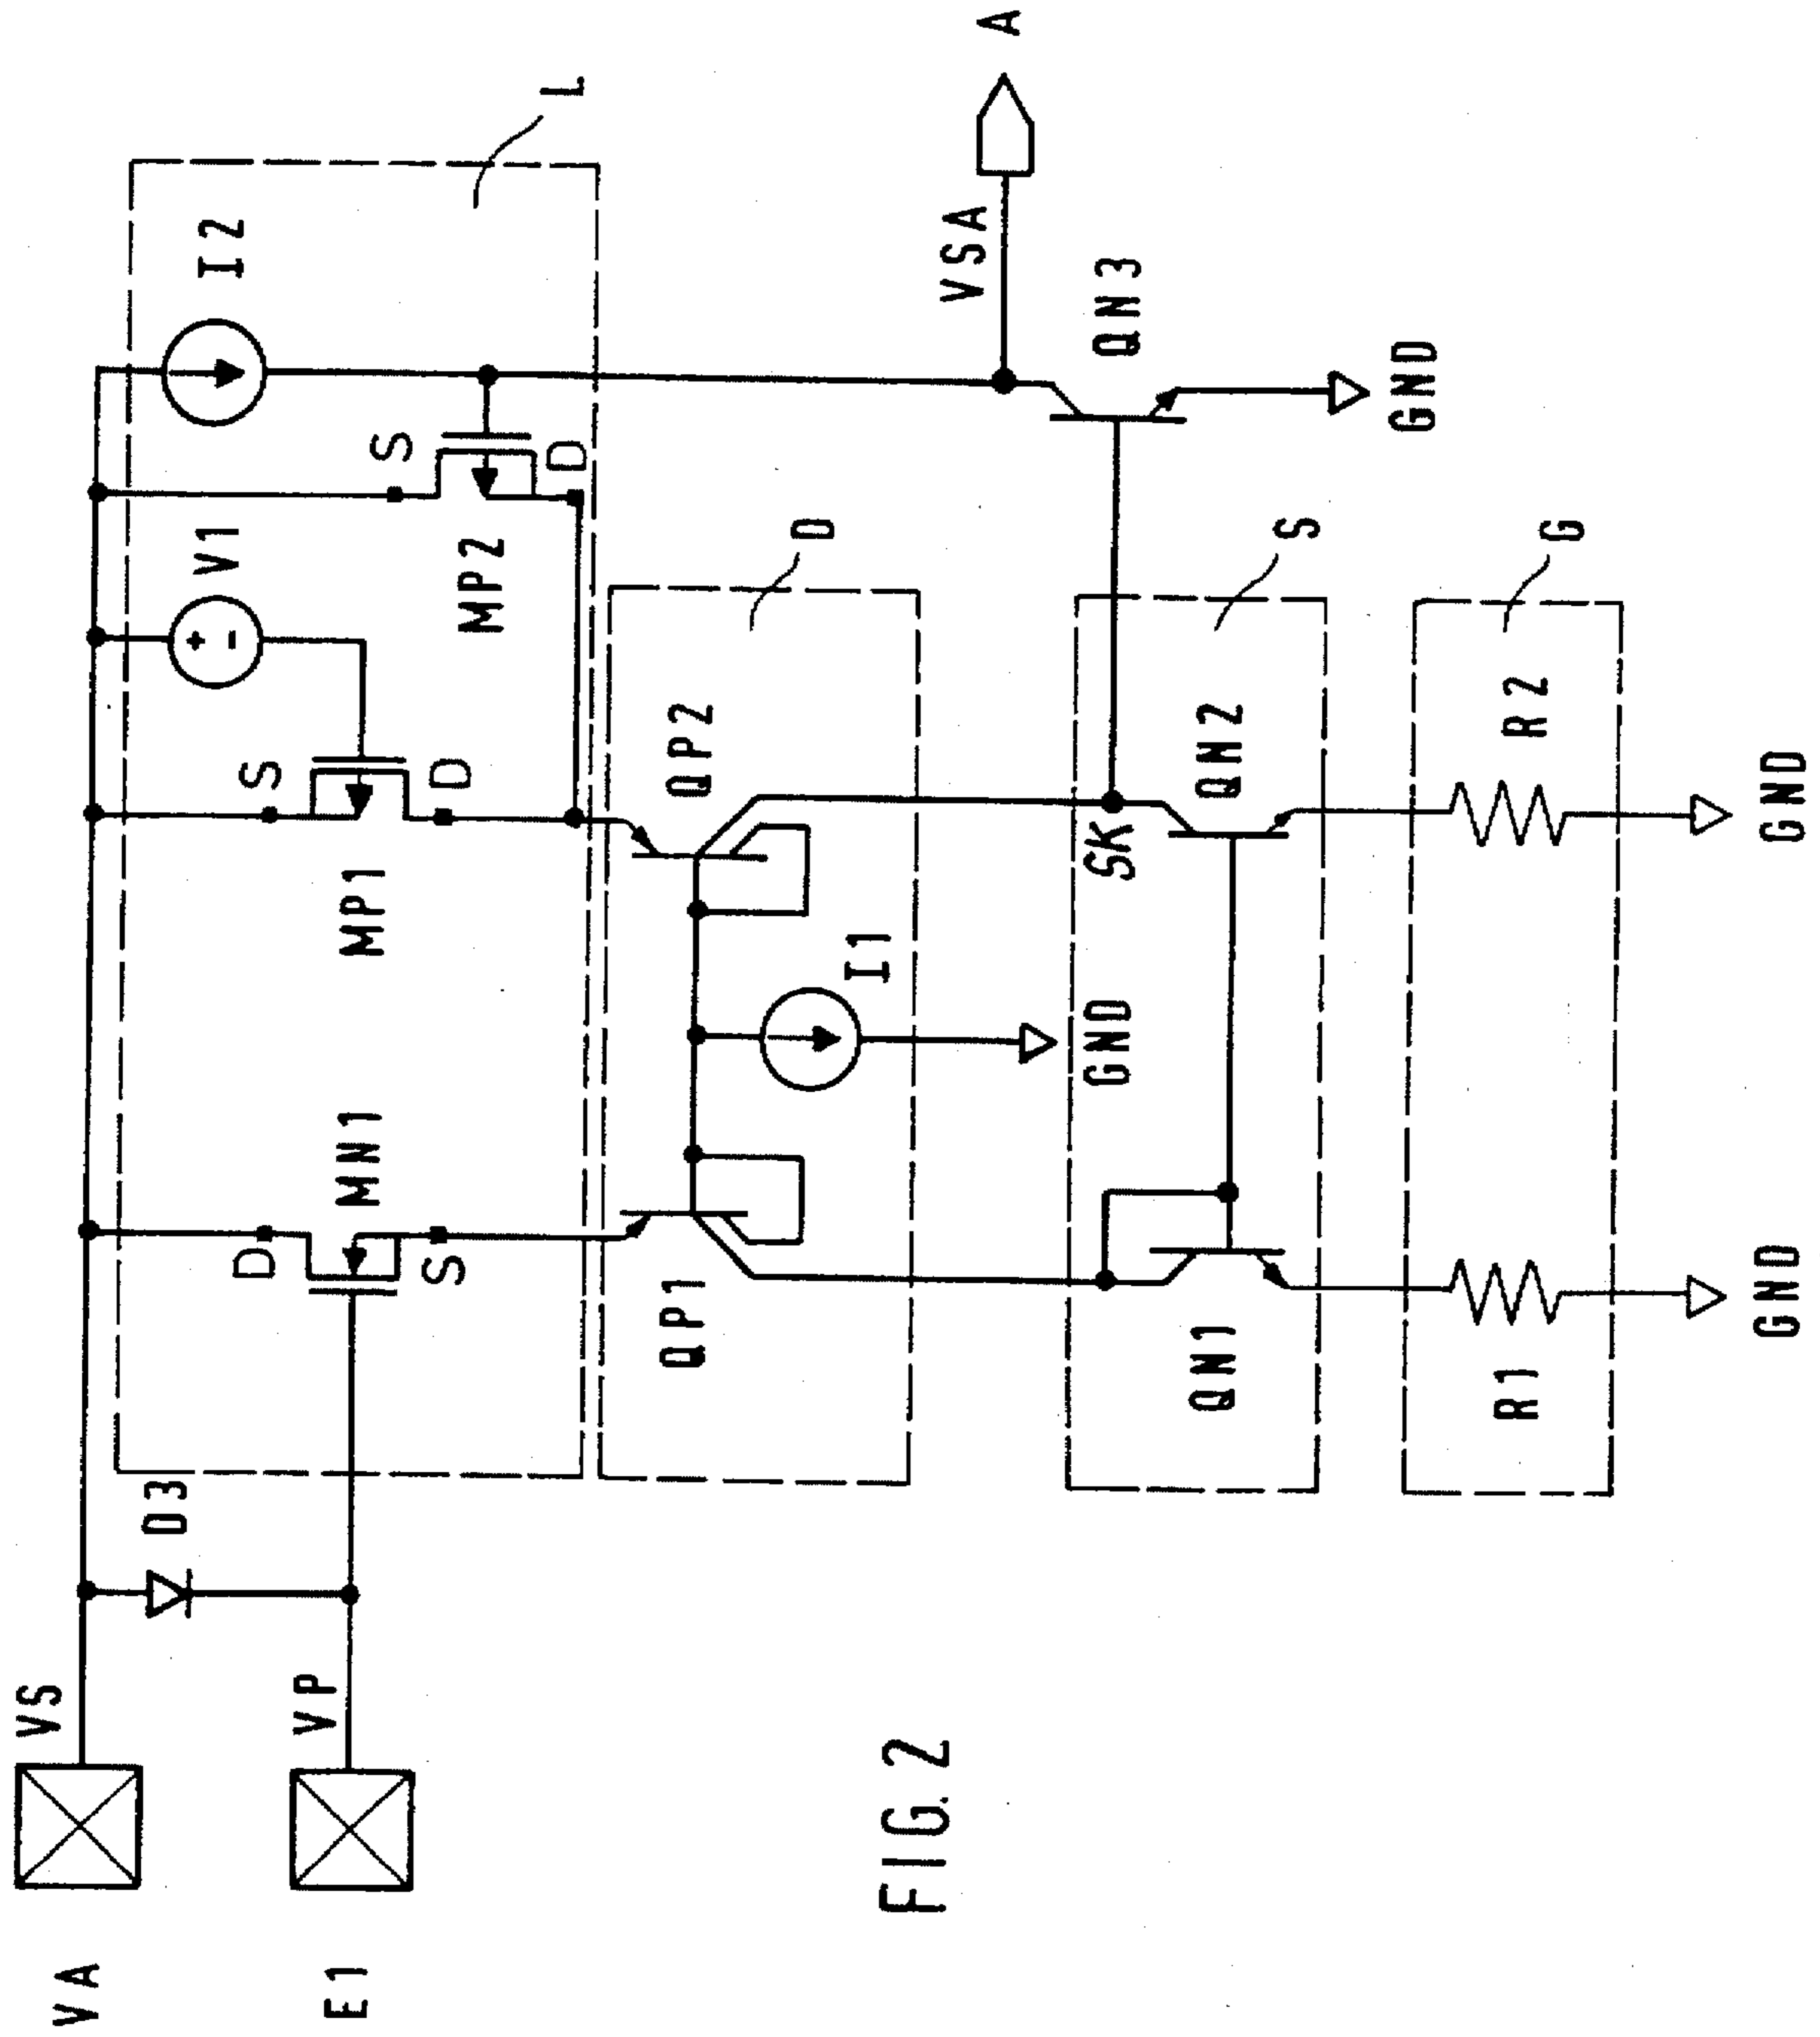 VA
VS
D3
V1
I2
D
S
E1
VP
MN1
MP1
S
L
S
D
MP2
D
QP1
QP2
D
I1
FIG. 2
VSA
A
GND
SK
QN3
QN1
QN2
S
GND
R1
R2
G
GND
GND